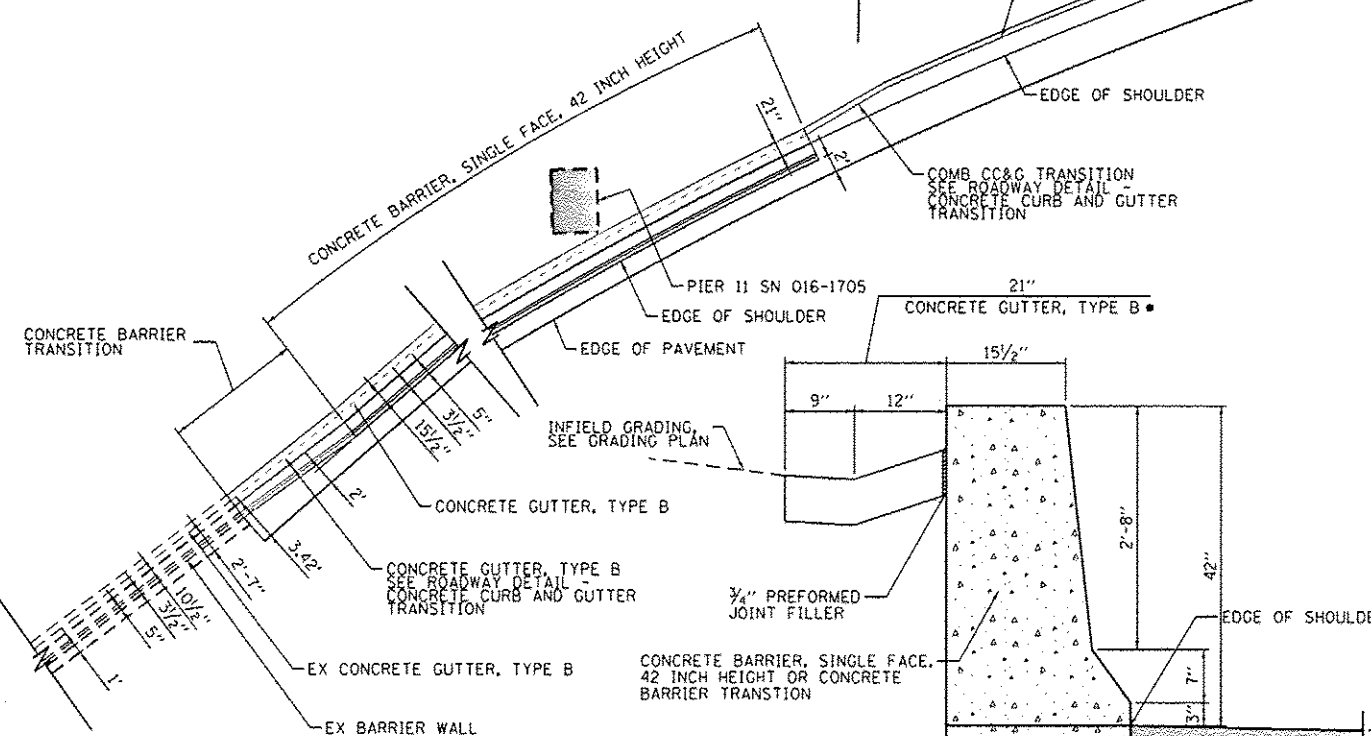 CONCRETE BARRIER, SINGLE FACE, 42 INCH HEIGHT
21"
2'
EDGE OF SHOULDER
COMB CC&G TRANSITION
SEE ROADWAY DETAIL -
CONCRETE CURB AND GUTTER
TRANSITION
PIER 11 SN 016-1705
EDGE OF SHOULDER
EDGE OF PAVEMENT
CONCRETE BARRIER
TRANSITION
5"
3½"
15½"
2'
CONCRETE GUTTER, TYPE B
3.42'
CONCRETE GUTTER, TYPE B
SEE ROADWAY DETAIL -
CONCRETE CURB AND GUTTER
TRANSITION
2'-7"
10½"
3½"
5"
1'
EX CONCRETE GUTTER, TYPE B
EX BARRIER WALL
21"
CONCRETE GUTTER, TYPE B •
15½"
9"
12"
INFIELD GRADING,
SEE GRADING PLAN
2'-8"
42"
¾" PREFORMED
JOINT FILLER
EDGE OF SHOULDE
CONCRETE BARRIER, SINGLE FACE,
42 INCH HEIGHT OR CONCRETE
BARRIER TRANSTION
7"
3"